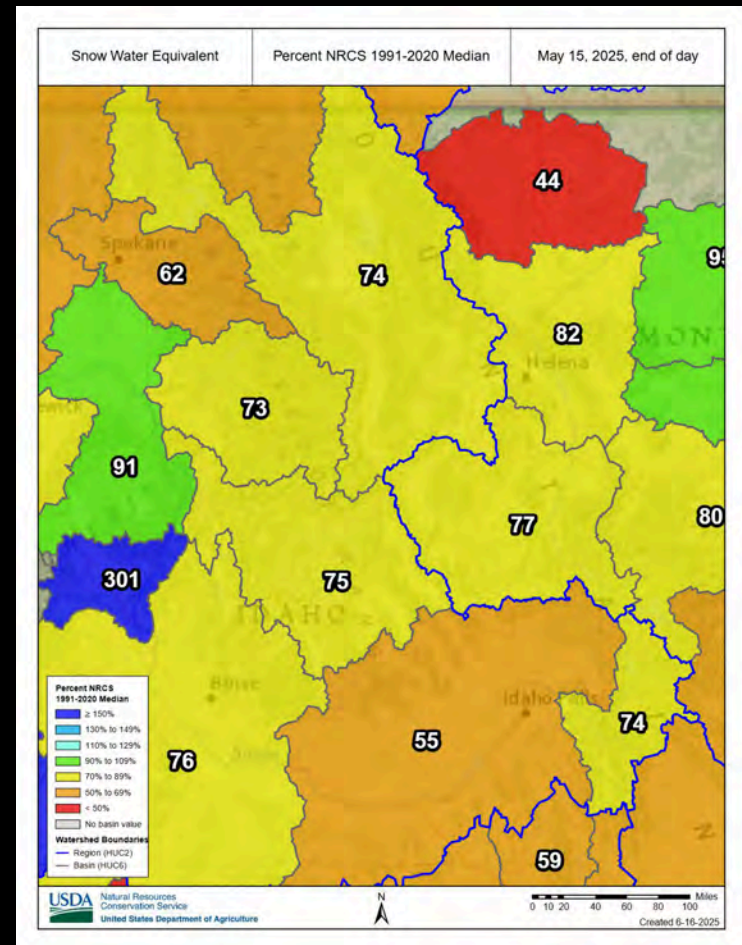 Snow Water Equivalent
Percent NRCS 1991-2020 Median
May 15, 2025, end of day
44
Spokane
62
74
95
82
MONT
Helena
73
91
77
80
301
75
IDAHO
Boise
Idaho Falls
74
55
76
59
Percent NRCS
1991-2020 Median
≥ 150%
130% to 149%
110% to 129%
90% to 109%
70% to 89%
50% to 69%
< 50%
No basin value
Watershed Boundaries
Region (HUC2)
Basin (HUC6)
USDA
Natural Resources
Conservation Service
United States Department of Agriculture
N
Miles
0 10 20 40 60 80 100
Created 6-16-2025